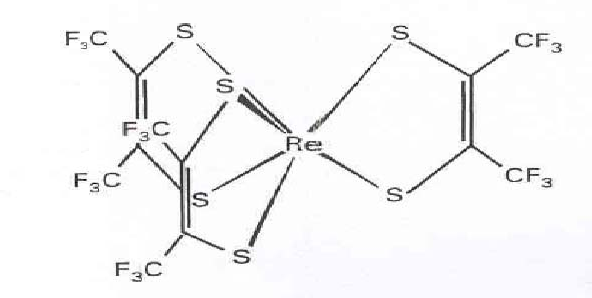 F₃C S S CF₃
S
F₃C Re
F₃C S S CF₃
F₃C S